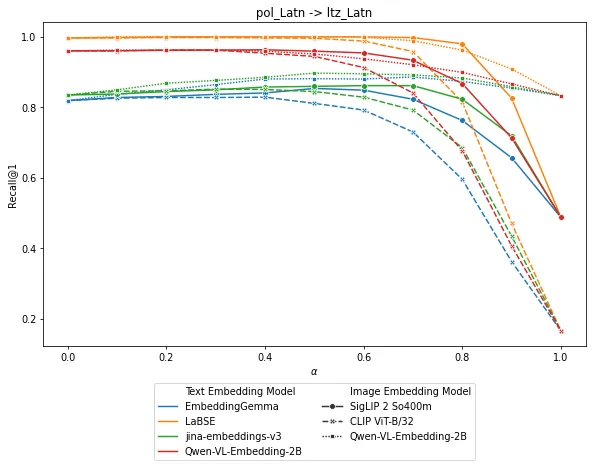 pol_Latn -> ltz_Latn
Recall@1
1.0
0.8
0.6
0.4
0.2
0.0 0.2 0.4 0.6 0.8 1.0
α
Text Embedding Model Image Embedding Model
EmbeddingGemma SigLIP 2 So400m
LaBSE CLIP ViT-B/32
jina-embeddings-v3 Qwen-VL-Embedding-2B
Qwen-VL-Embedding-2B